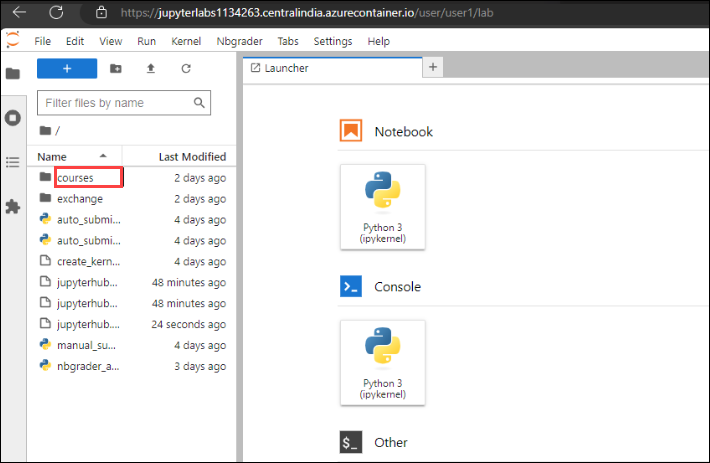 https://jupyterlabs1134263.centralindia.azurecontainer.io/user/user1/lab
File Edit View Run Kernel Nbgrader Tabs Settings Help
+
Launcher
+
Filter files by name
/
Name Last Modified
courses 2 days ago
exchange 2 days ago
auto_submi... 4 days ago
auto_submi... 4 days ago
create_kern... 4 days ago
jupyterhub... 48 minutes ago
jupyterhub... 48 minutes ago
jupyterhub.... 24 seconds ago
manual_su... 4 days ago
nbgrader_a... 3 days ago
Notebook
Python 3
(ipykernel)
Console
Python 3
(ipykernel)
$_ Other